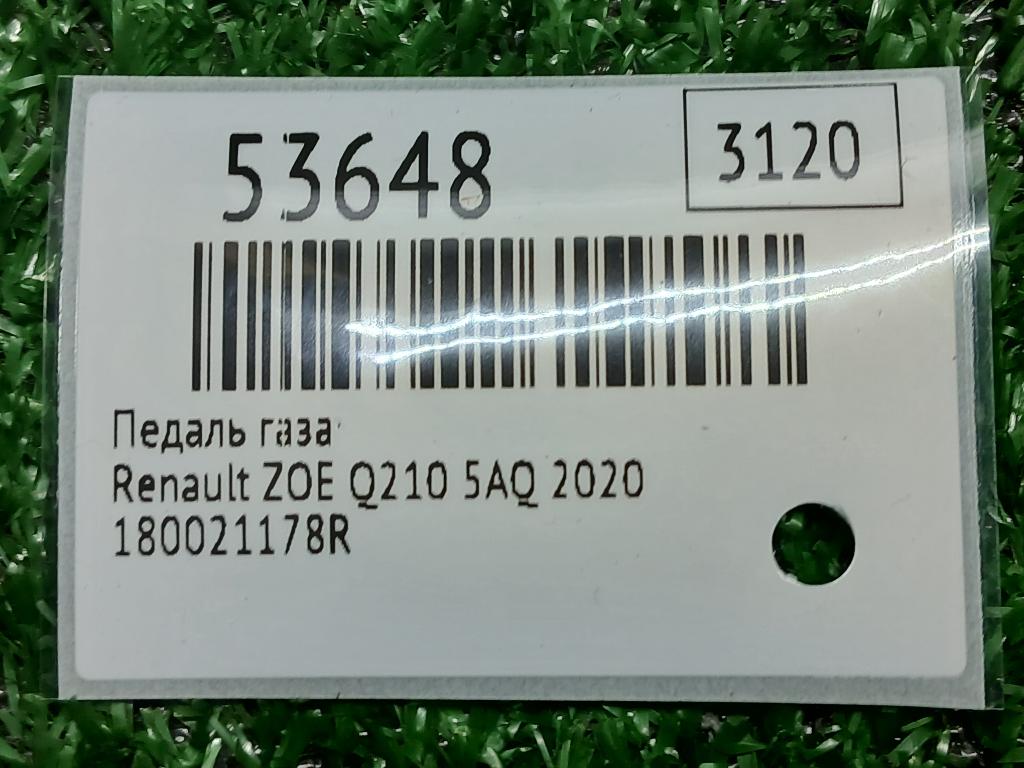 53648
3120
Педаль газа
Renault ZOE Q210 5AQ 2020
180021178R